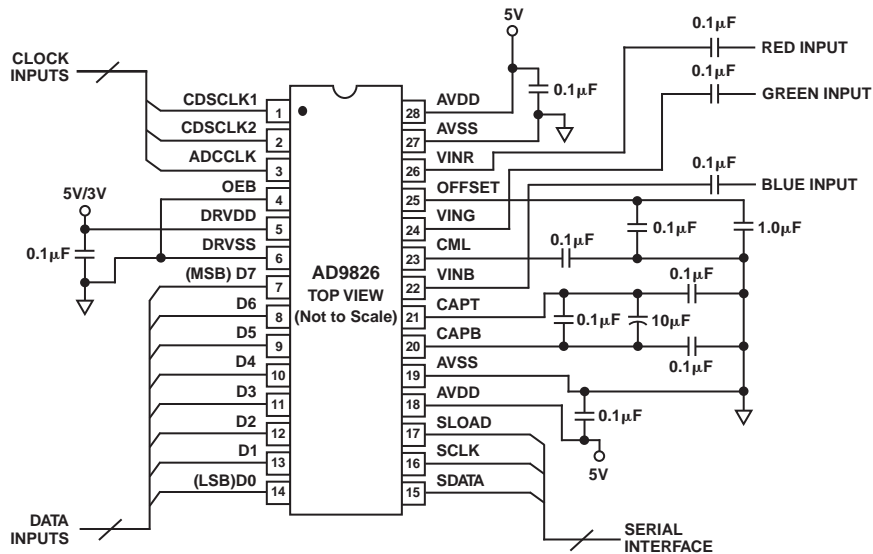 CLOCK
INPUTS
5V/3V
0.1μF
DATA
INPUTS
CDSCLK1
CDSCLK2
ADCCLK
OEB
DRVDD
DRVSS
(MSB) D7
D6
D5
D4
D3
D2
D1
(LSB)D0
1
2
3
4
5
6
7
8
9
10
11
12
13
14
AD9826
TOP VIEW
(Not to Scale)
28
27
26
25
24
23
22
21
20
19
18
17
16
15
AVDD
AVSS
VINR
OFFSET
VING
CML
VINB
CAPT
CAPB
AVSS
AVDD
SLOAD
SCLK
SDATA
5V
0.1μF
0.1μF
RED INPUT
0.1μF
GREEN INPUT
0.1μF
BLUE INPUT
0.1μF
1.0μF
0.1μF
0.1μF
0.1μF
10μF
0.1μF
0.1μF
5V
SERIAL
INTERFACE